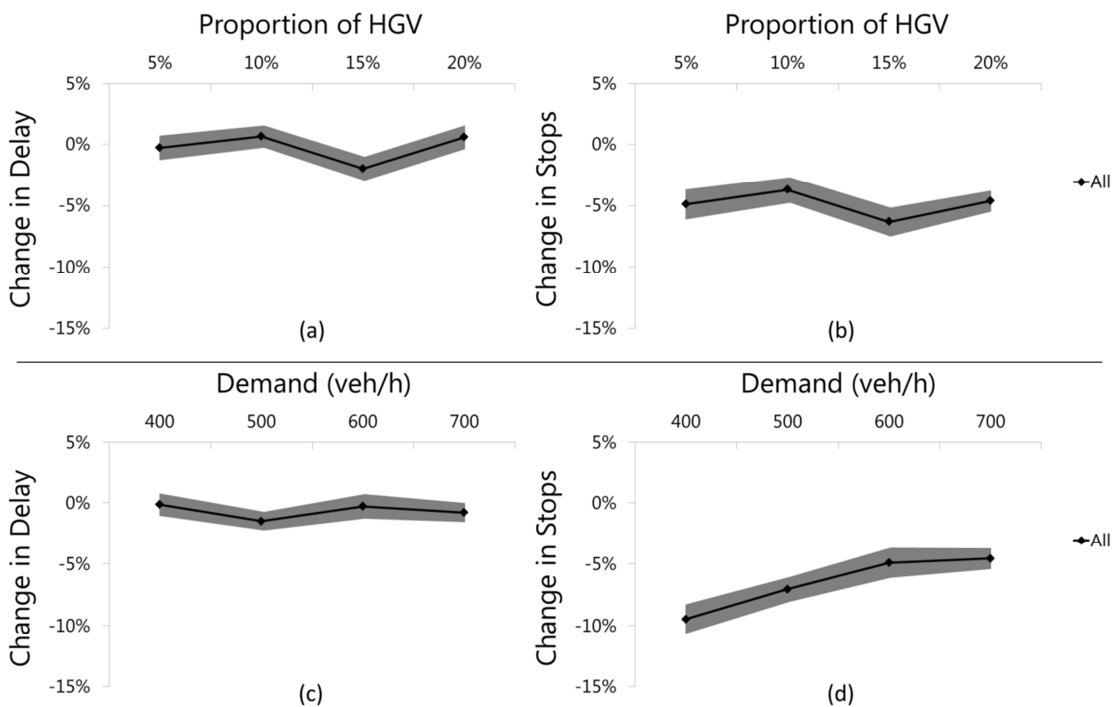 Proportion of HGV
5% 10% 15% 20%
5%
0%
-5%
-10%
-15%
Change in Delay
(a)
Proportion of HGV
5% 10% 15% 20%
5%
0%
-5%
-10%
-15%
Change in Stops
(b)
All
Demand (veh/h)
400 500 600 700
5%
0%
-5%
-10%
-15%
Change in Delay
(c)
Demand (veh/h)
400 500 600 700
5%
0%
-5%
-10%
-15%
Change in Stops
(d)
All